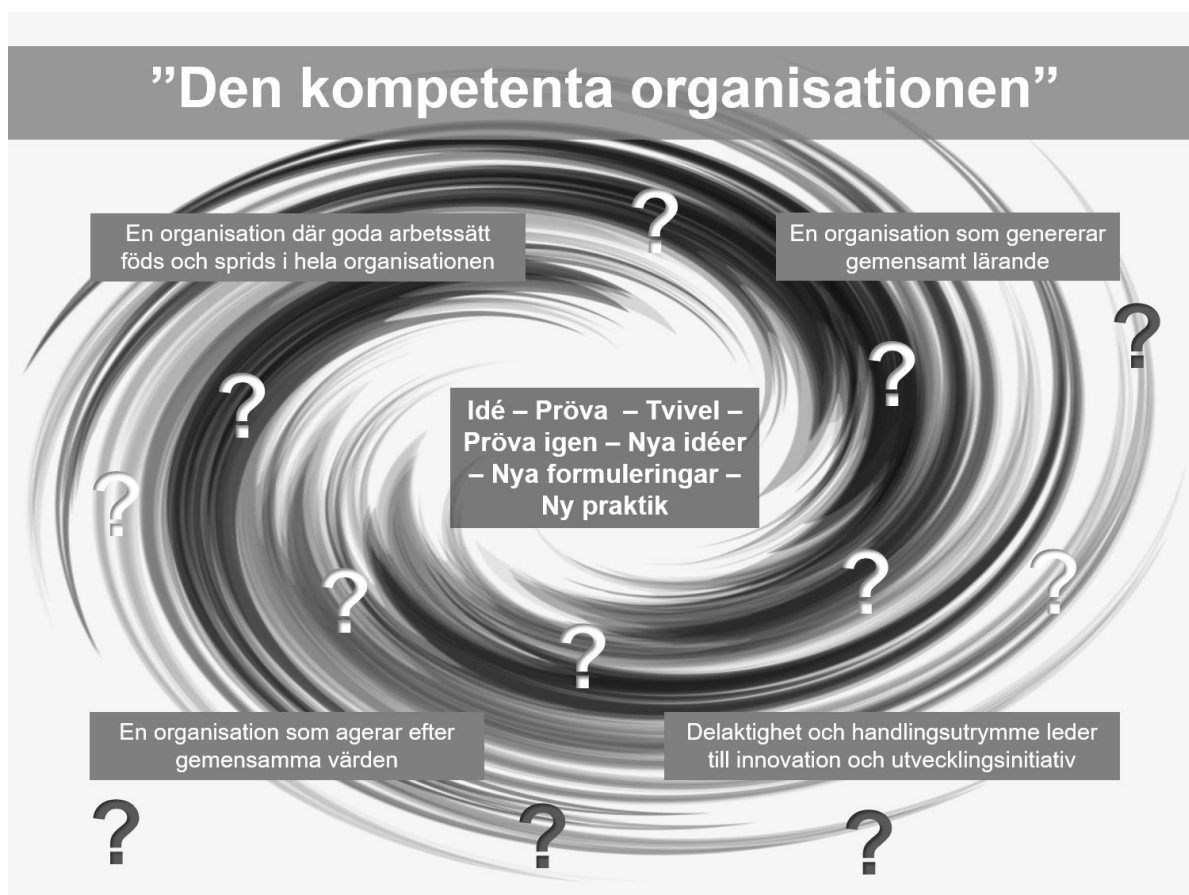 ”Den kompetenta organisationen”
?
En organisation där goda arbetssätt
föds och sprids i hela organisationen
En organisation som genererar
gemensamt lärande
?
?
?
Idé – Pröva  – Tvivel –
Pröva igen – Nya idéer
– Nya formuleringar –
Ny praktik
?
?
?
?
?
En organisation som agerar efter
gemensamma värden
Delaktighet och handlingsutrymme leder
till innovation och utvecklingsinitiativ
?
?
?